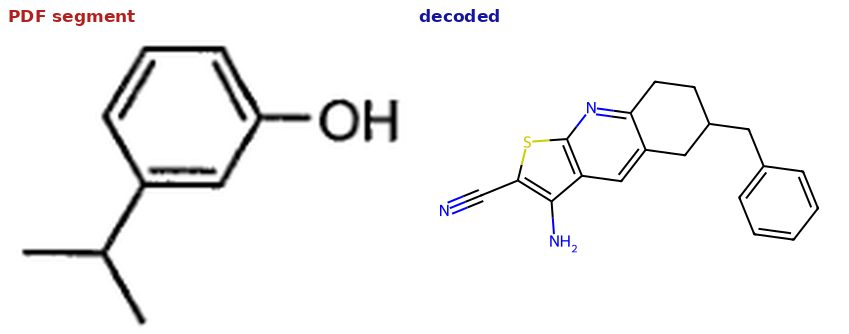 PDF segment
decoded
OH
N
S
N
NH2